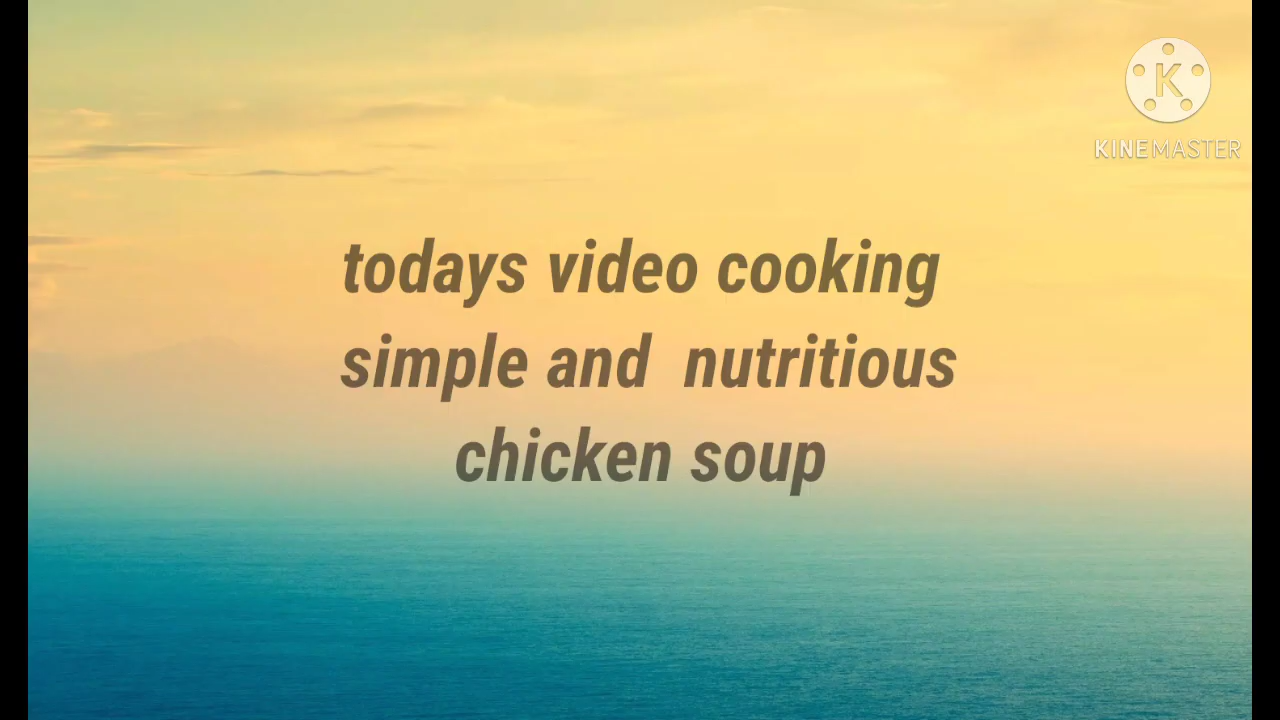 K
KINEMASTER
todays video cooking
simple and  nutritious
chicken soup